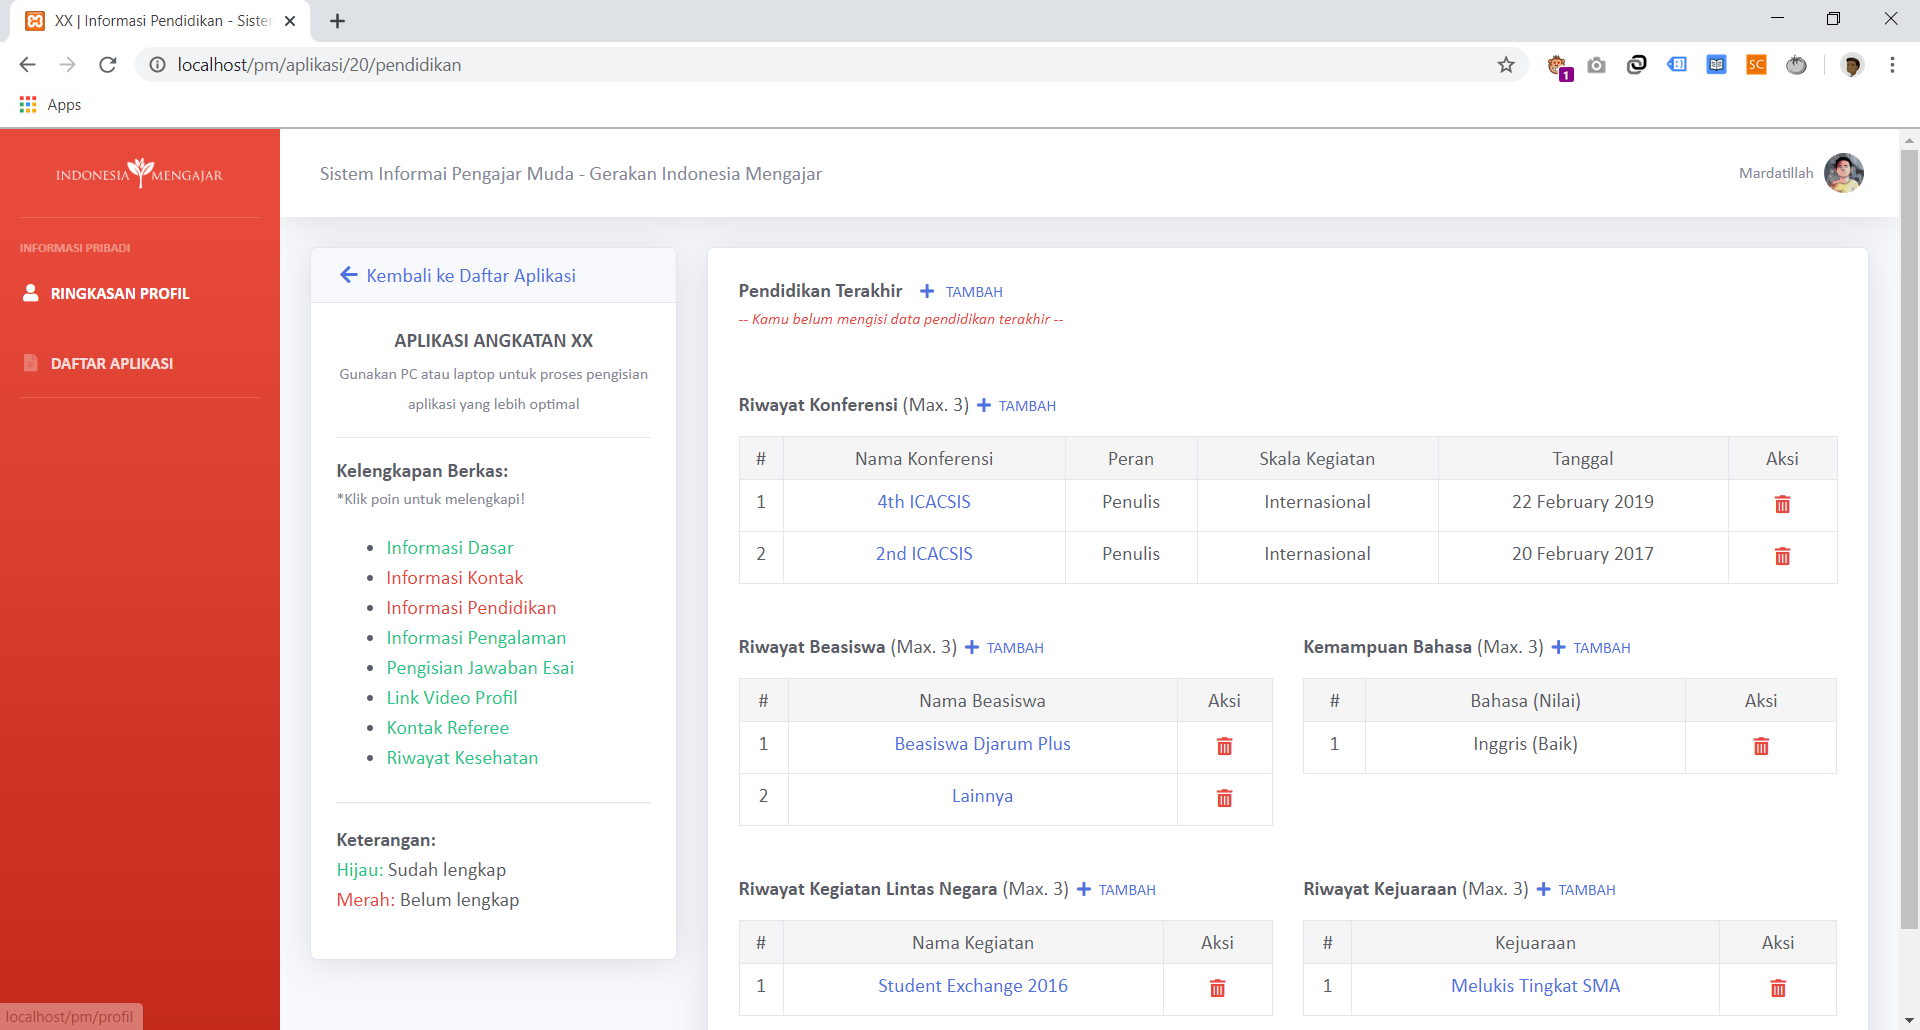 XX | Informasi Pendidikan - Sister
localhost/pm/aplikasi/20/pendidikan
1
SC
Apps
INDONESIA MENGAJAR
INFORMASI PRIBADI
RINGKASAN PROFIL
DAFTAR APLIKASI
Sistem Informai Pengajar Muda - Gerakan Indonesia Mengajar
Mardatillah
Kembali ke Daftar Aplikasi
APLIKASI ANGKATAN XX
Gunakan PC atau laptop untuk proses pengisian
aplikasi yang lebih optimal
Kelengkapan Berkas:
*Klik poin untuk melengkapi!
Informasi Dasar
Informasi Kontak
Informasi Pendidikan
Informasi Pengalaman
Pengisian Jawaban Esai
Link Video Profil
Kontak Referee
Riwayat Kesehatan
Keterangan:
Hijau: Sudah lengkap
Merah: Belum lengkap
Pendidikan Terakhir + TAMBAH
-- Kamu belum mengisi data pendidikan terakhir --
Riwayat Konferensi (Max. 3) + TAMBAH
# Nama Konferensi Peran Skala Kegiatan Tanggal Aksi
1 4th ICACSIS Penulis Internasional 22 February 2019
2 2nd ICACSIS Penulis Internasional 20 February 2017
Riwayat Beasiswa (Max. 3) + TAMBAH
# Nama Beasiswa Aksi
1 Beasiswa Djarum Plus
2 Lainnya
Kemampuan Bahasa (Max. 3) + TAMBAH
# Bahasa (Nilai) Aksi
1 Inggris (Baik)
Riwayat Kegiatan Lintas Negara (Max. 3) + TAMBAH
# Nama Kegiatan Aksi
1 Student Exchange 2016
Riwayat Kejuaraan (Max. 3) + TAMBAH
# Kejuaraan Aksi
1 Melukis Tingkat SMA
localhost/pm/profil